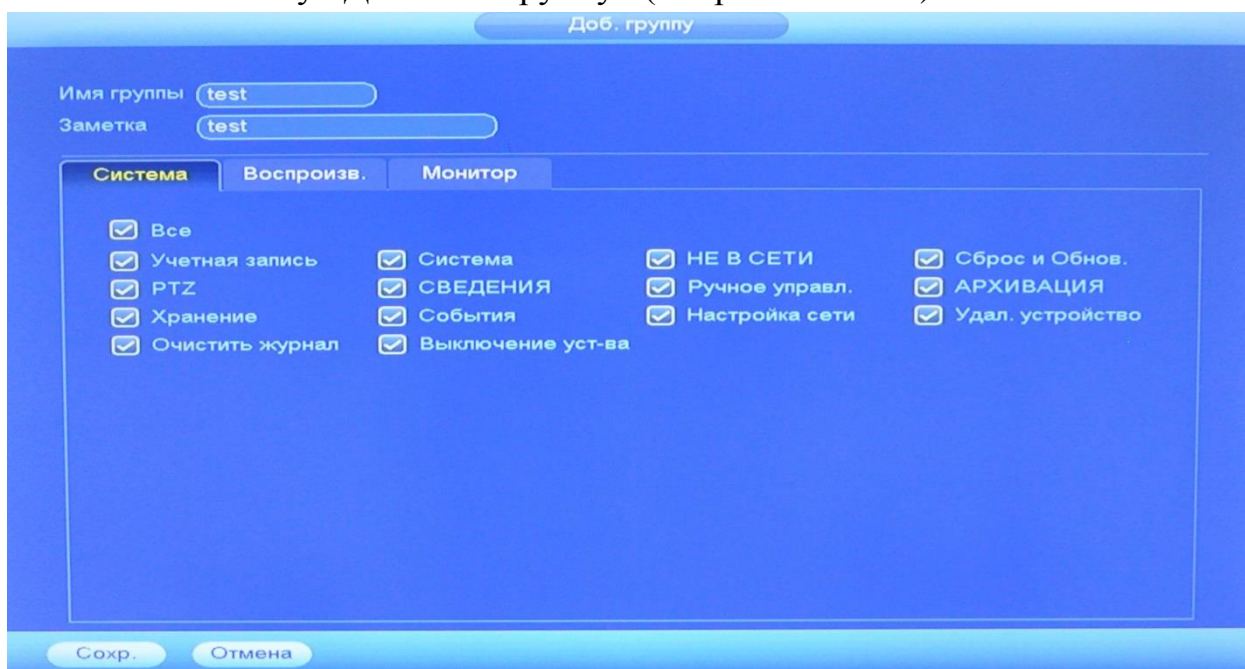 Доб. группу
Имя группы test
Заметка test
Система Воспроизв. Монитор
Все
Учетная запись Система НЕ В СЕТИ Сброс и Обнов.
PTZ СВЕДЕНИЯ Ручное управл. АРХИВАЦИЯ
Хранение События Настройка сети Удал. устройство
Очистить журнал Выключение уст-ва
Сохр. Отмена